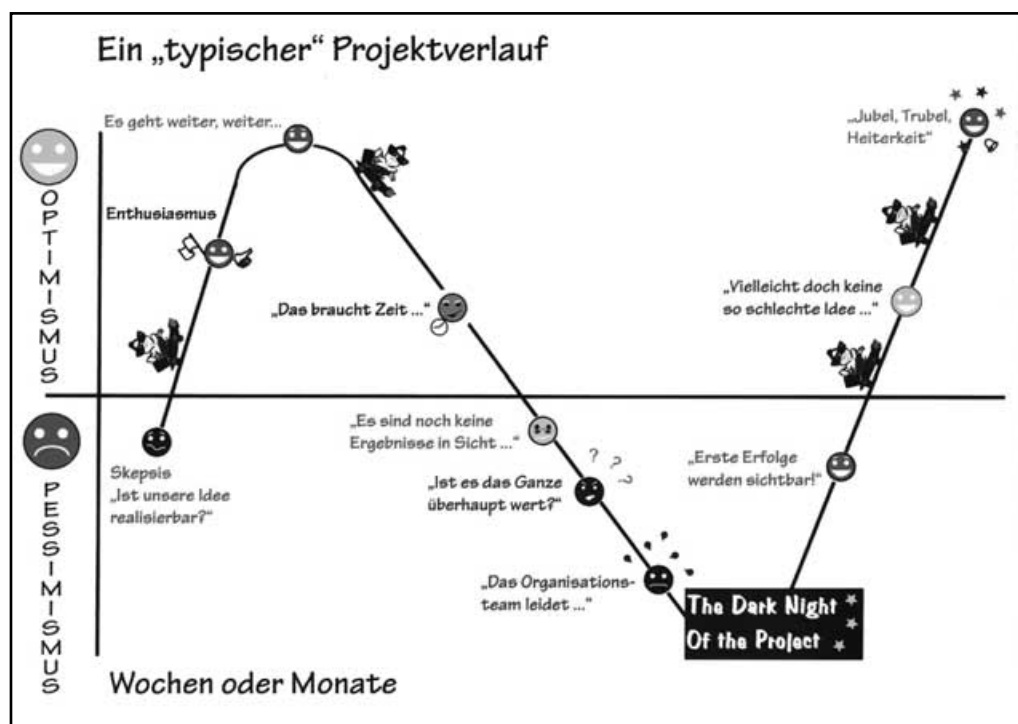 Ein „typischer“ Projektverlauf
Es geht weiter, weiter...
„Jubel, Trubel,
Heiterkeit“
OPTIMISMUS
Enthusiasmus
„Das braucht Zeit ...“
„Vielleicht doch keine
so schlechte Idee ...“
„Es sind noch keine
Ergebnisse in Sicht ...“
„Erste Erfolge
werden sichtbar!“
Skepsis
„Ist unsere Idee
realisierbar?“
? ? ?
„Ist es das Ganze
überhaupt wert?“
PESSIMISMUS
„Das Organisations-
team leidet ...“
The Dark Night
Of the Project
Wochen oder Monate